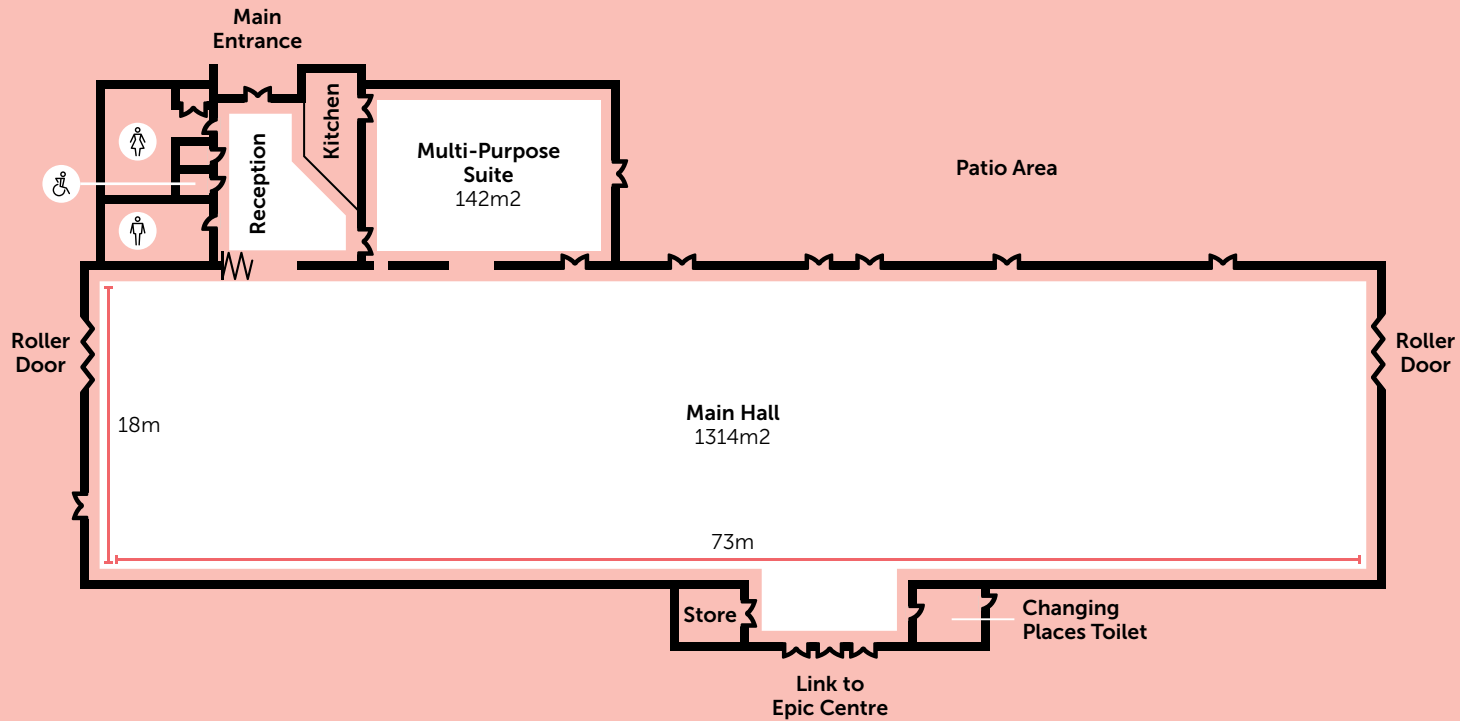 Main
Entrance
Kitchen
Reception
Multi-Purpose
Suite
142m2
Patio Area
Roller
Door
Roller
Door
18m
Main Hall
1314m2
73m
Store
Changing
Places Toilet
Link to
Epic Centre